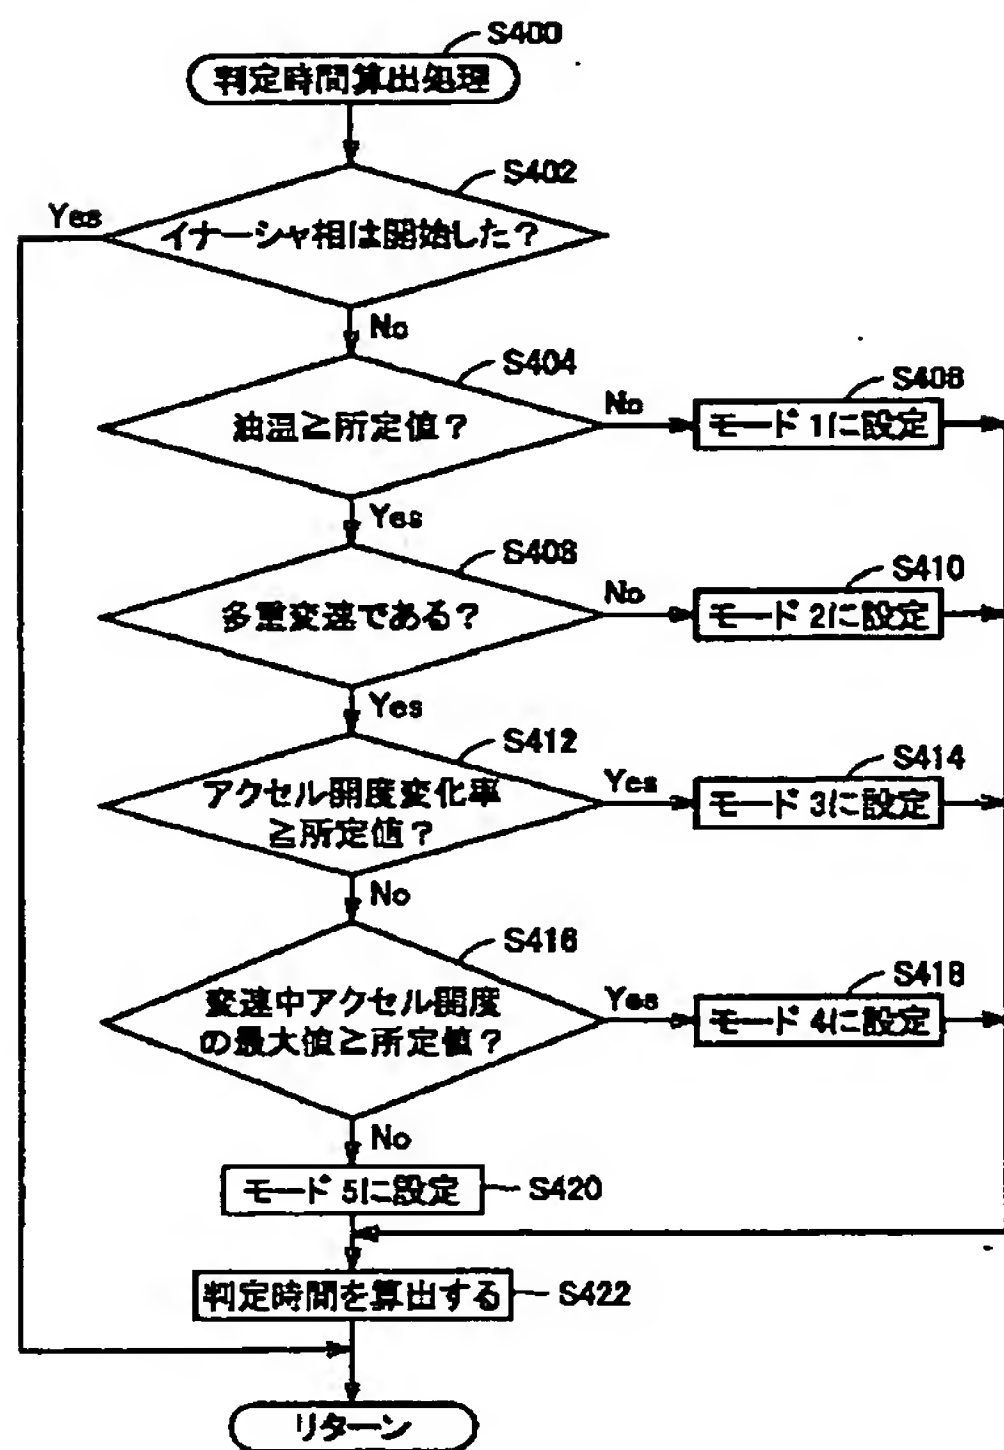 S400
判定時間算出処理
S402
Yes
イナーシャ相は開始した？
No
S404
油温≧所定値？
No
S406
モード 1に設定
Yes
S408
多重変速である？
No
S410
モード 2に設定
Yes
S412
アクセル開度変化率
≧所定値？
Yes
S414
モード 3に設定
No
S416
変速中アクセル開度
の最大値≧所定値？
Yes
S418
モード 4に設定
No
モード 5に設定
S420
判定時間を算出する
S422
リターン